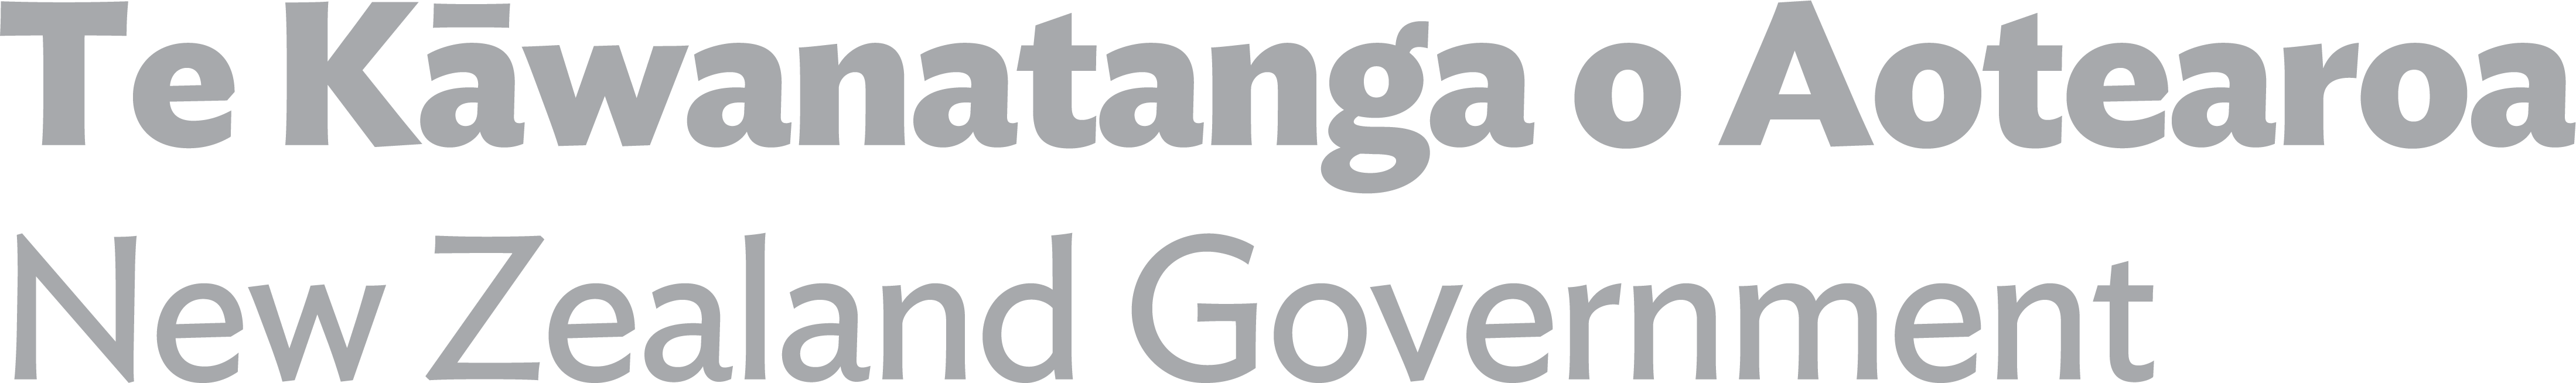 Te Kāwanatanga o Aotearoa
New Zealand Government